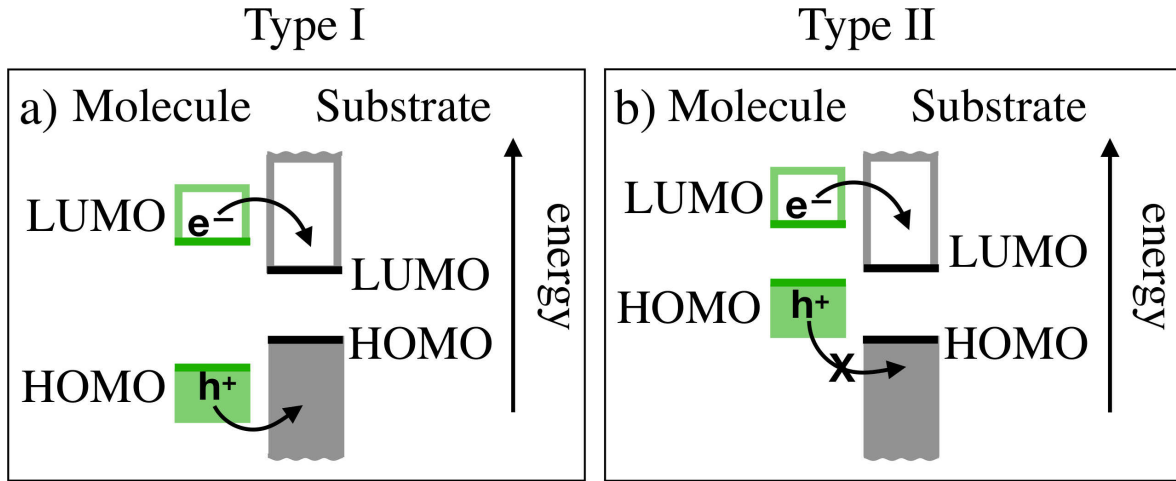 Type I
a) Molecule Substrate
LUMO
e−
LUMO
HOMO
HOMO
h+
energy
Type II
b) Molecule Substrate
LUMO
e−
LUMO
HOMO
h+
HOMO
X
energy